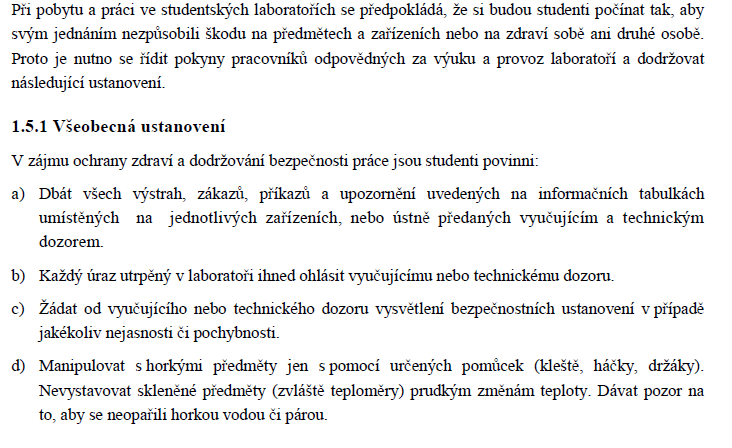 Při pobytu a práci ve studentských laboratořích se předpokládá, že si budou studenti počínat tak, aby
svým jednáním nezpůsobili škodu na předmětech a zařízeních nebo na zdraví sobě ani druhé osobě.
Proto je nutno se řídit pokyny pracovníků odpovědných za výuku a provoz laboratoří a dodržovat
následující ustanovení.
1.5.1 Všeobecná ustanovení
V zájmu ochrany zdraví a dodržování bezpečnosti práce jsou studenti povinni:
a) Dbát všech výstrah, zákazů, příkazů a upozornění uvedených na informačních tabulkách
umístěných na jednotlivých zařízeních, nebo ústně předaných vyučujícím a technickým
dozorem.
b) Každý úraz utrpěný v laboratoři ihned ohlásit vyučujícímu nebo technickému dozoru.
c) Žádat od vyučujícího nebo technického dozoru vysvětlení bezpečnostních ustanovení v případě
jakékoliv nejasnosti či pochybnosti.
d) Manipulovat s horkými předměty jen s pomocí určených pomůcek (kleště, háčky, držáky).
Nevystavovat skleněné předměty (zvláště teploměry) prudkým změnám teploty. Dávat pozor na
to, aby se neopařili horkou vodou či párou.